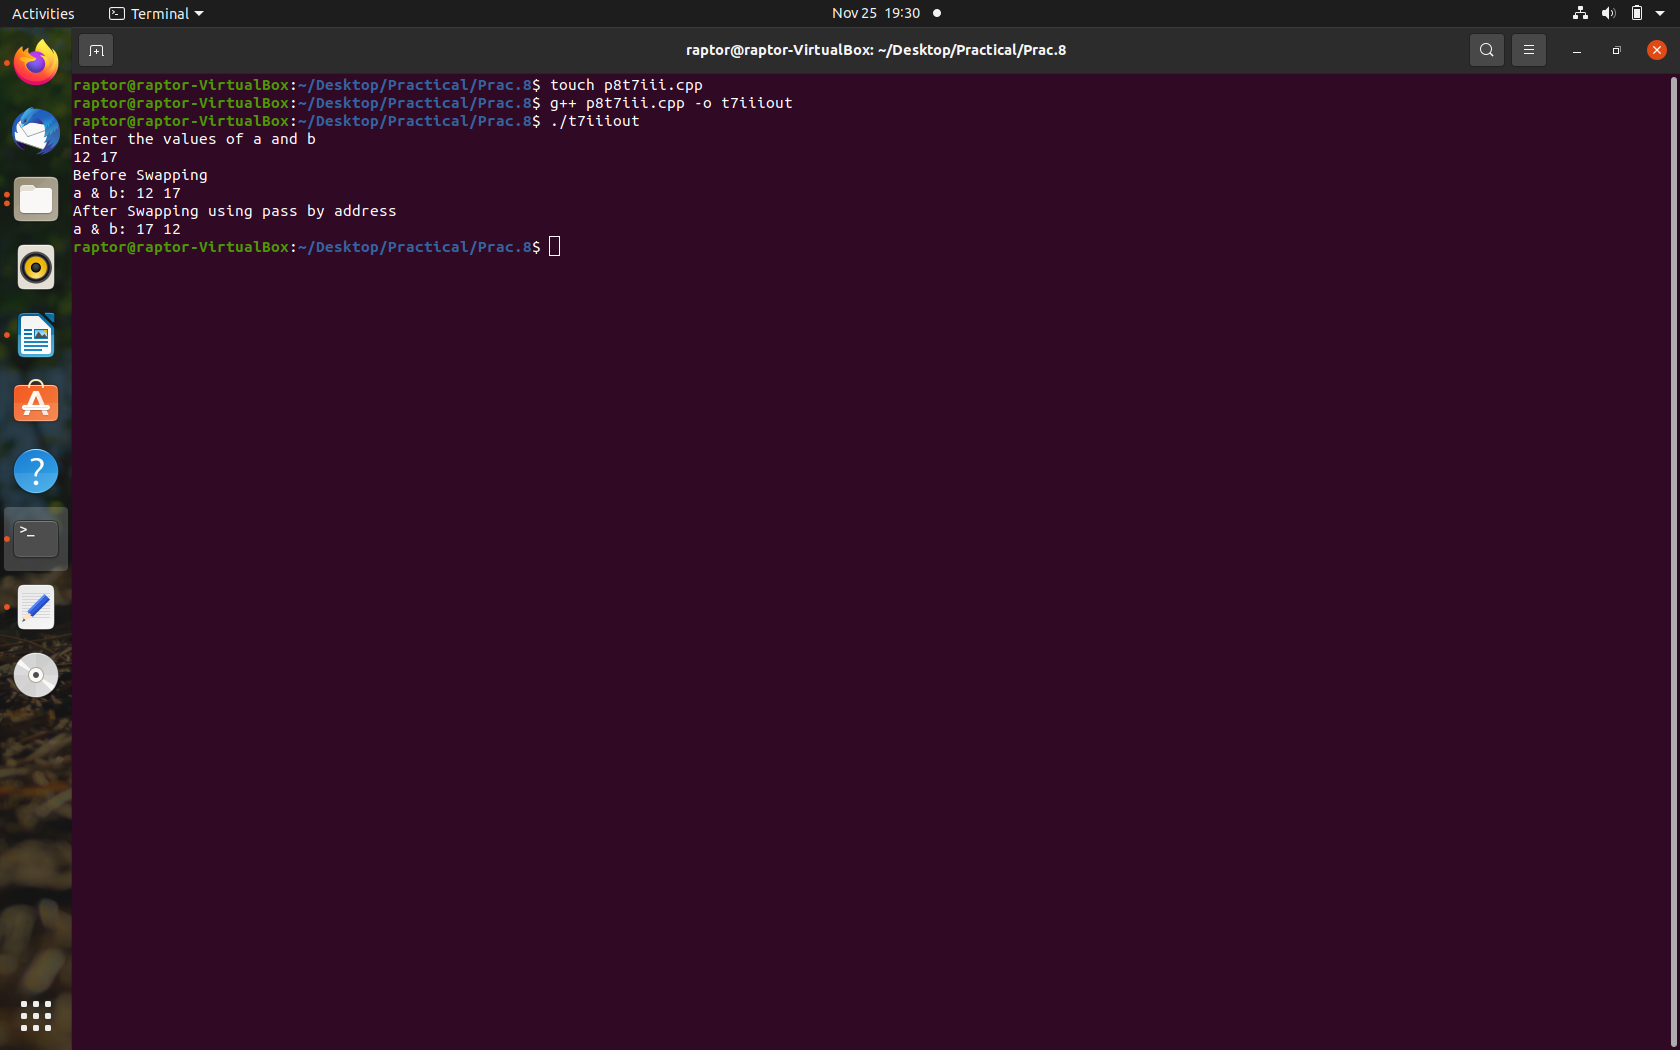 Activities Terminal Nov 25 19:30
raptor@raptor-VirtualBox: ~/Desktop/Practical/Prac.8
raptor@raptor-VirtualBox:~/Desktop/Practical/Prac.8$ touch p8t7iii.cpp
raptor@raptor-VirtualBox:~/Desktop/Practical/Prac.8$ g++ p8t7iii.cpp -o t7iiiout
raptor@raptor-VirtualBox:~/Desktop/Practical/Prac.8$ ./t7iiiout
Enter the values of a and b
12 17
Before Swapping
a & b: 12 17
After Swapping using pass by address
a & b: 17 12
raptor@raptor-VirtualBox:~/Desktop/Practical/Prac.8$